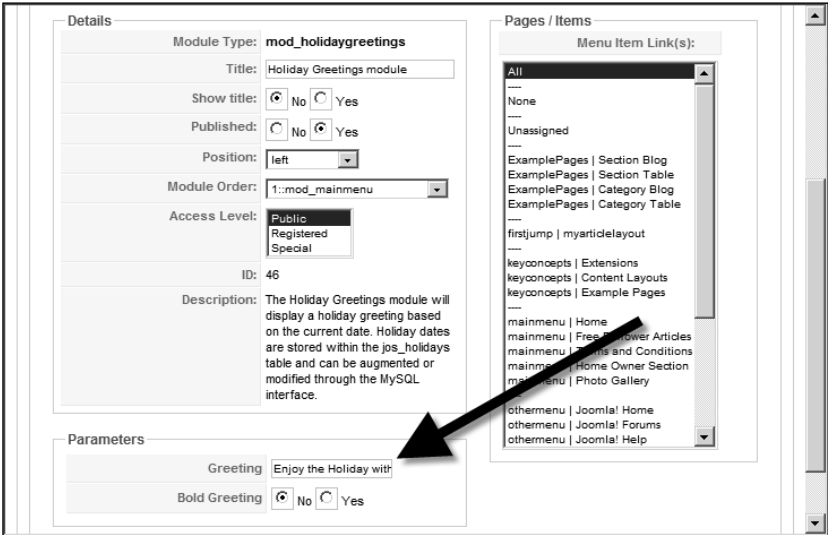 Details
Module Type: mod_holidaygreetings
Title: Holiday Greetings module
Show title: No Yes
Published: No Yes
Position: left
Module Order: 1::mod_mainmenu
Access Level: Public
Registered
Special
ID: 46
Description: The Holiday Greetings module will
display a holiday greeting based
on the current date. Holiday dates
are stored within the jos_holidays
table and can be augmented or
modified through the MySQL
interface.
Parameters
Greeting Enjoy the Holiday with
Bold Greeting No Yes
Pages / Items
Menu Item Link(s):
All
----
None
----
Unassigned
----
ExamplePages | Section Blog
ExamplePages | Section Table
ExamplePages | Category Blog
ExamplePages | Category Table
----
firstjump | myarticlelayout
----
keyconcepts | Extensions
keyconcepts | Content Layouts
keyconcepts | Example Pages
----
mainmenu | Home
mainmenu | Free Articles
mainmenu | Terms and Conditions
mainmenu | Home Owner Section
mainmenu | Photo Gallery
----
othermenu | Joomla! Home
othermenu | Joomla! Forums
othermenu | Joomla! Help